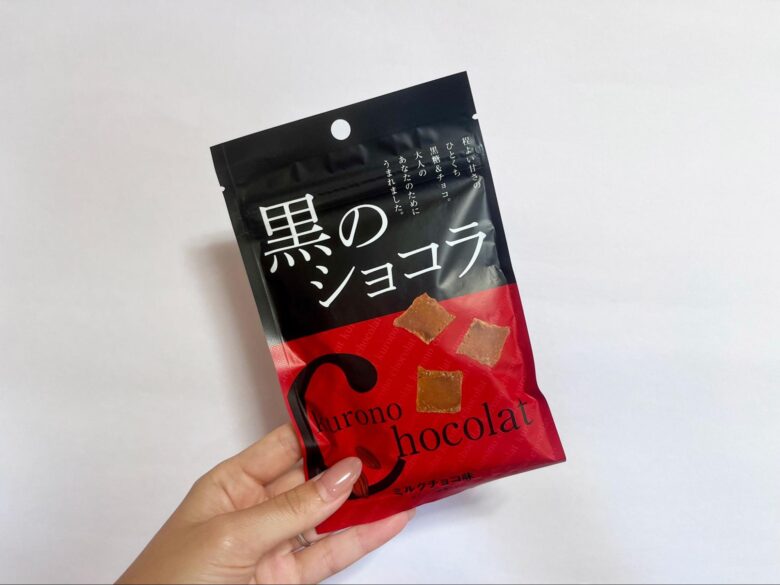 程よい甘さの
ひとくち
黒糖&チョコ。
大人の
あなたのために
うまれました。
黒の
ショコラ
kurono
Chocolat
ミルクチョコ味